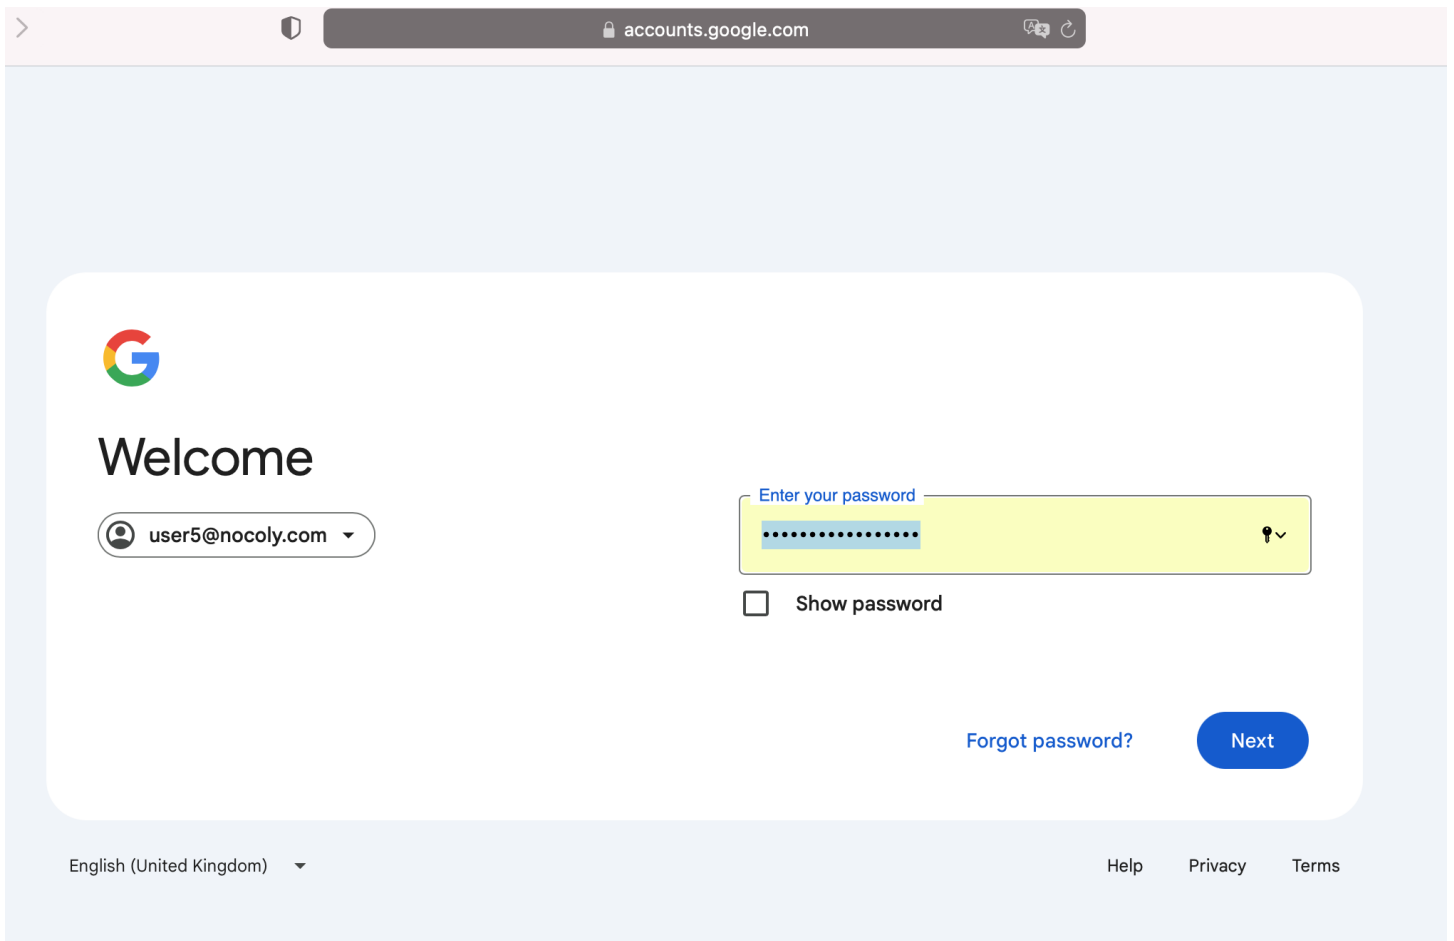 accounts.google.com
Welcome
user5@nocoly.com
Enter your password
•••••••••••••••••
Show password
Forgot password?
Next
English (United Kingdom)
Help
Privacy
Terms